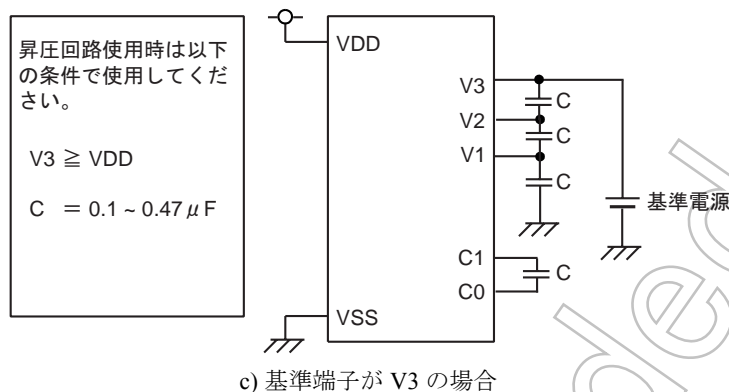 昇圧回路使用時は以下
の条件で使用してくだ
さい。
V3 ≧ VDD
C = 0.1 ~ 0.47 μ F
VDD
V3
C
V2
C
V1
C
基準電源
C1
C
C0
VSS
c) 基準端子が V3 の場合
ded